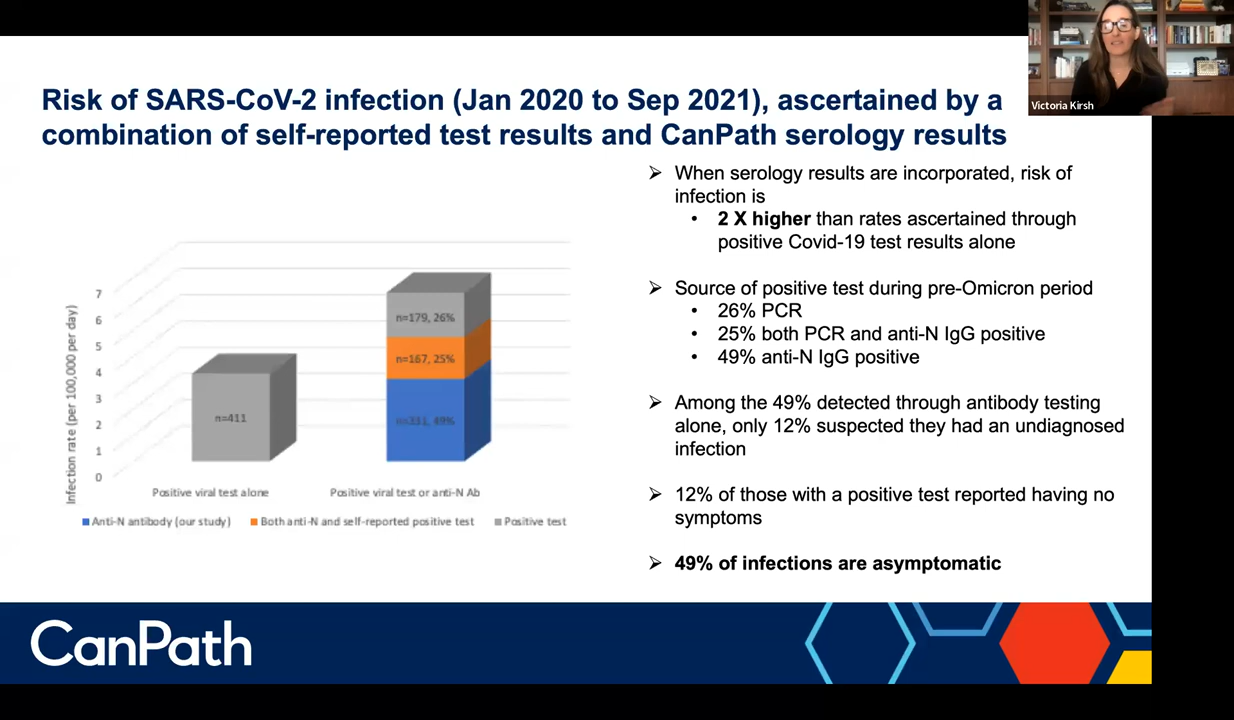 Victoria Kirsh
Risk of SARS-CoV-2 infection (Jan 2020 to Sep 2021), ascertained by a
combination of self-reported test results and CanPath serology results
➢ When serology results are incorporated, risk of
infection is
• 2 X higher than rates ascertained through
positive Covid-19 test results alone
➢ Source of positive test during pre-Omicron period
• 26% PCR
• 25% both PCR and anti-N IgG positive
• 49% anti-N IgG positive
➢ Among the 49% detected through antibody testing
alone, only 12% suspected they had an undiagnosed
infection
➢ 12% of those with a positive test reported having no
symptoms
➢ 49% of infections are asymptomatic
Infection rate (per 100,000 per day)
7
6
5
4
3
2
1
0
n=411
n=179, 26%
n=167, 25%
n=331, 49%
Positive viral test alone
Positive viral test or anti-N Ab
Anti-N antibody (our study)
Both anti-N and self-reported positive test
Positive test
CanPath